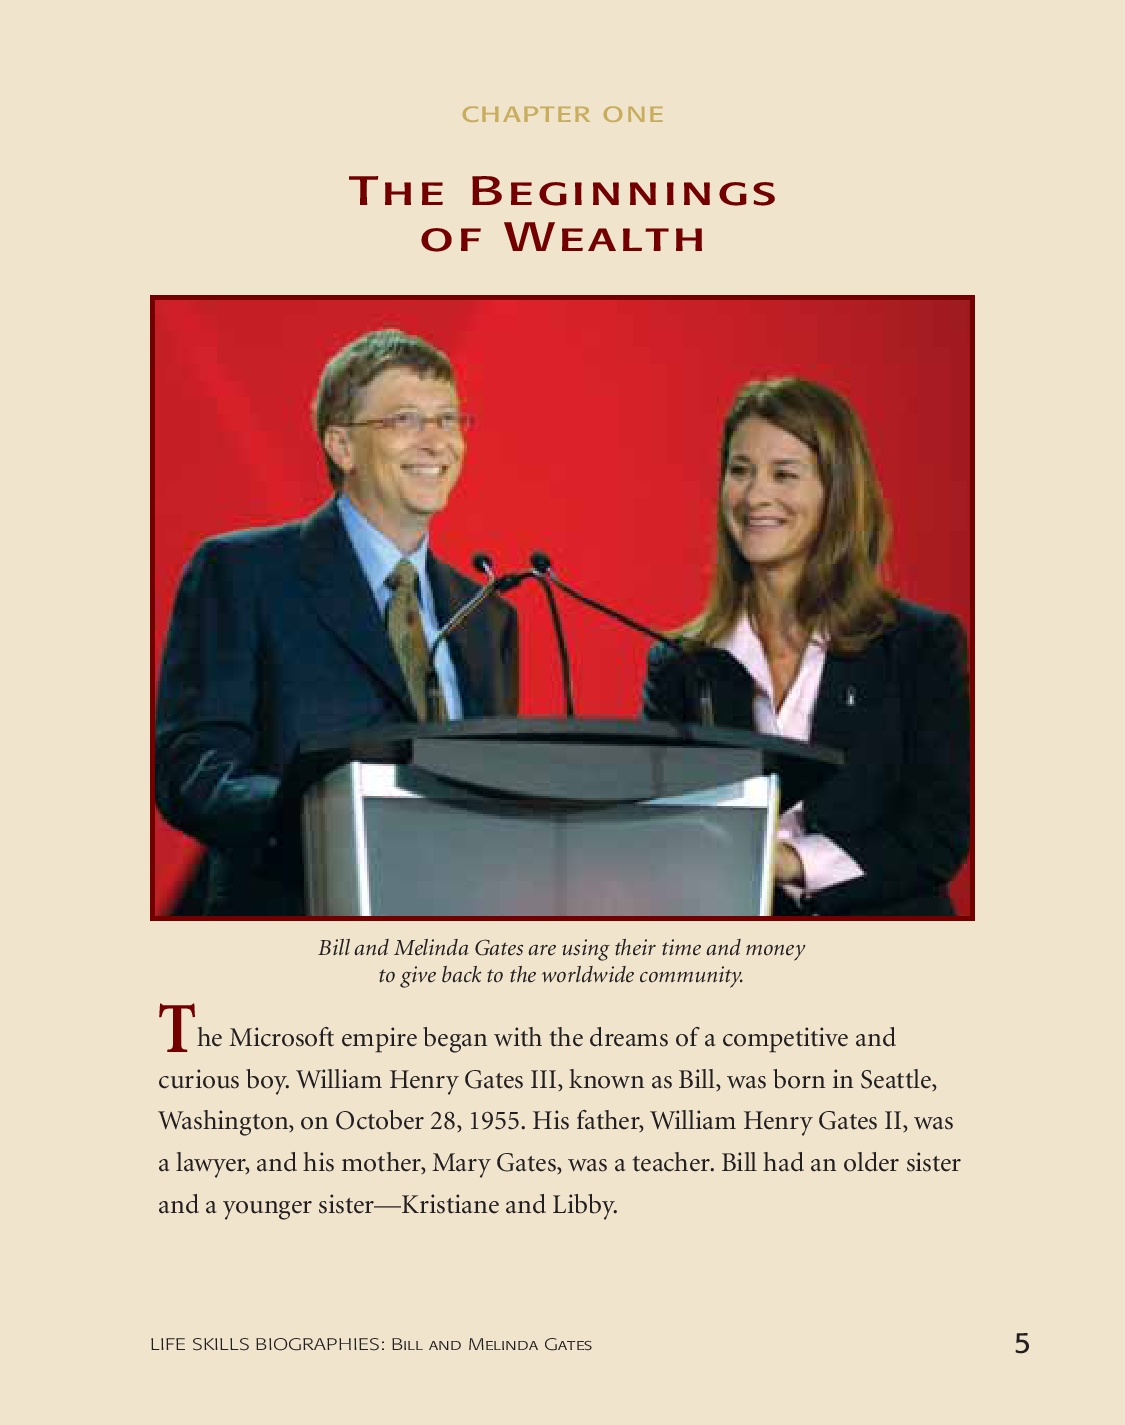 CHAPTER ONE
The Beginnings
of Wealth
Bill and Melinda Gates are using their time and money
to give back to the worldwide community.
The Microsoft empire began with the dreams of a competitive and
curious boy. William Henry Gates III, known as Bill, was born in Seattle,
Washington, on October 28, 1955. His father, William Henry Gates II, was
a lawyer, and his mother, Mary Gates, was a teacher. Bill had an older sister
and a younger sister—Kristiane and Libby.
LIFE SKILLS BIOGRAPHIES: Bill and Melinda Gates 5